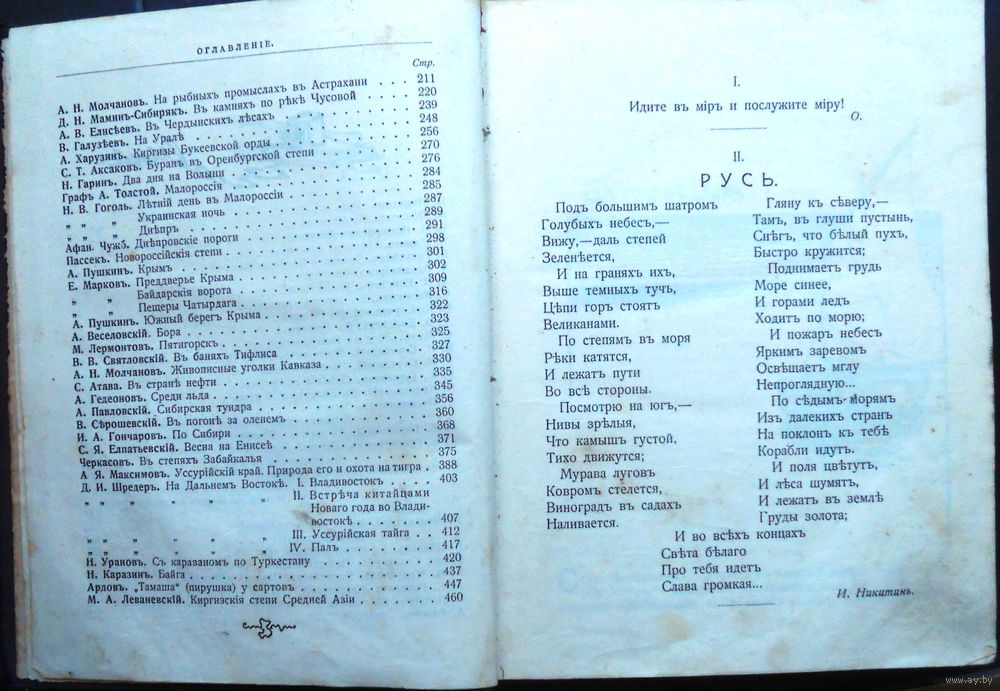 ОГЛАВЛЕНІЕ.
Стр.
А. Н. Молчановъ. На рыбныхъ промыслахъ въ Астрахани . . . 211
Д. Н. Маминъ-Сибирякъ. Въ камняхъ по рѣкѣ Чусовой . . . . 220
А. В. Елисѣевъ. Въ Чердынскихъ лѣсахъ . . . . . . . . . . 239
В. Галузѣевъ. На Уралѣ . . . . . . . . . . . . . . . 248
А. Харузинъ. Киргизы Букеевской орды . . . . . . . . . . 256
С. Т. Аксаковъ. Буранъ въ Оренбургской степи . . . . . . . 270
Н. Гаринъ. Два дня на Волыни . . . . . . . . . . . . 276
Графъ А. Толстой. Малороссія . . . . . . . . . . . . . 284
Н. В. Гоголь. Лѣтній день въ Малороссіи . . . . . . . . . 285
„ „ „ Украинская ночь . . . . . . . . . . . . 287
„ „ „ Днѣпръ . . . . . . . . . . . . . . . 289
Афан. Чужб. Днѣпровскіе пороги . . . . . . . . . . . . 291
Пассекъ. Новороссійскія степи . . . . . . . . . . . . . 298
А. Пушкинъ. Крымъ . . . . . . . . . . . . . . . . 301
Е. Марковъ. Преддверье Крыма . . . . . . . . . . . . 302
„ „ Байдарскія ворота . . . . . . . . . . . . 309
„ „ Пещеры Чатырдага . . . . . . . . . . . . 316
А. Пушкинъ. Южный берегъ Крыма . . . . . . . . . . . 322
А. Веселовскій. Бора . . . . . . . . . . . . . . . 323
М. Лермонтовъ. Пятигорскъ . . . . . . . . . . . . . 325
В. В. Святловскій. Въ баняхъ Тифлиса . . . . . . . . . . 327
А. Н. Молчановъ. Живописные уголки Кавказа . . . . . . . . 330
С. Атава. Въ странѣ нефти . . . . . . . . . . . . . 335
А. Гедеоновъ. Среди льда . . . . . . . . . . . . . . 345
А. Павловскій. Сибирская тундра . . . . . . . . . . . . 356
В. Сѣрошевскій. Въ погонѣ за оленемъ . . . . . . . . . . 360
И. А. Гончаровъ. По Сибири . . . . . . . . . . . . . 368
С. Я. Елпатьевскій. Весна на Енисеѣ . . . . . . . . . . 371
Черкасовъ. Въ степяхъ Забайкалья . . . . . . . . . . . 375
А Я. Максимовъ. Уссурійскій край. Природа его и охота на тигра . 388
Д. И. Шредеръ. На Дальнемъ Востокѣ. I. Владивостокъ . . . . 403
„ „ „ „ „ II. Встрѣча китайцами
Новаго года во Влади-
востокѣ . . . . . . 407
„ „ „ „ „ III. Уссурійская тайга . . 412
„ „ „ „ „ IV. Палъ . . . . . . . 417
Н. Урановъ. Съ караваномъ по Туркестану . . . . . . . . . 420
Н. Каразинъ. Байга . . . . . . . . . . . . . . . . 437
Ардовъ. „Тамаша“ (пирушка) у сартовъ . . . . . . . . . . 447
М. А. Леваневскій. Киргизскія степи Средней Азіи . . . . . . . 460
I.
Идите въ міръ и послужите міру!
О.
II.
РУСЬ.
Подъ большимъ шатромъ
Голубыхъ небесъ,—
Вижу,—даль степей
Зеленѣется,
И на граняхъ ихъ,
Выше темныхъ тучъ,
Цѣпи горъ стоятъ
Великанами.
По степямъ въ моря
Рѣки катятся,
И лежатъ пути
Во всѣ стороны.
Посмотрю на югъ,—
Нивы зрѣлыя,
Что камышъ густой,
Тихо движутся;
Мурава луговъ
Ковромъ стелется,
Виноградъ въ садахъ
Наливается.
Гляну къ сѣверу,—
Тамъ, въ глуши пустынь,
Снѣгъ, что бѣлый пухъ,
Быстро кружится;
Поднимаетъ грудь
Море синее,
И горами ледъ
Ходитъ по морю;
И пожаръ небесъ
Яркимъ заревомъ
Освѣщаетъ мглу
Непроглядную...
По сѣдымъ морямъ
Изъ далекихъ странъ
На поклонъ къ тебѣ
Корабли идутъ.
И поля цвѣтутъ,
И лѣса шумятъ,
И лежатъ въ землѣ
Груды золота;
И во всѣхъ концахъ
Свѣта бѣлаго
Про тебя идетъ
Слава громкая...
И. Никитинъ.
www.ay.by